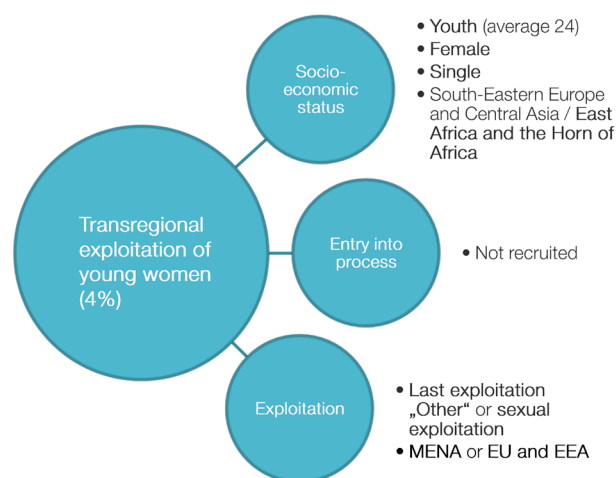 Transregional
exploitation of
young women
(4%)
Socio-
economic
status
• Youth (average 24)
• Female
• Single
• South-Eastern Europe
and Central Asia / East
Africa and the Horn of
Africa
Entry into
process
• Not recruited
Exploitation
• Last exploitation
„Other“ or sexual
exploitation
• MENA or EU and EEA